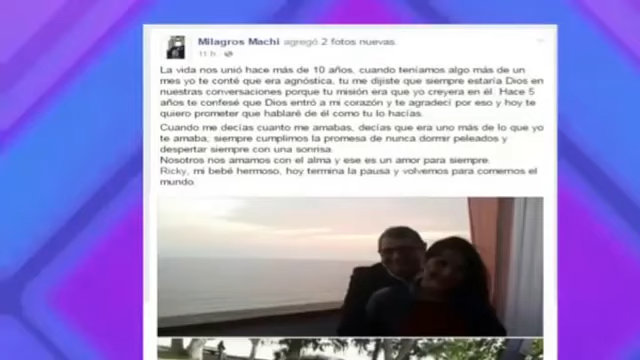 Milagros Machi agregó 2 fotos nuevas.
11 h ·
La vida nos unió hace más de 10 años, cuando teníamos algo más de un
mes yo te conté que era agnóstica, tu me dijiste que siempre estaría Dios en
nuestras conversaciones porque tu misión era que yo creyera en él. Hace 5
años te confesé que Dios entró a mi corazón y te agradecí por eso y hoy te
quiero prometer que hablaré de él como tu lo hacías.
Cuando me decías cuanto me amabas, decías que era uno más de lo que yo
te amaba, siempre cumplimos la promesa de nunca dormir peleados y
despertar siempre con una sonrisa.
Nosotros nos amamos con el alma y ese es un amor para siempre.
Ricky, mi bebé hermoso, hoy termina la pausa y volvemos para comernos el
mundo.